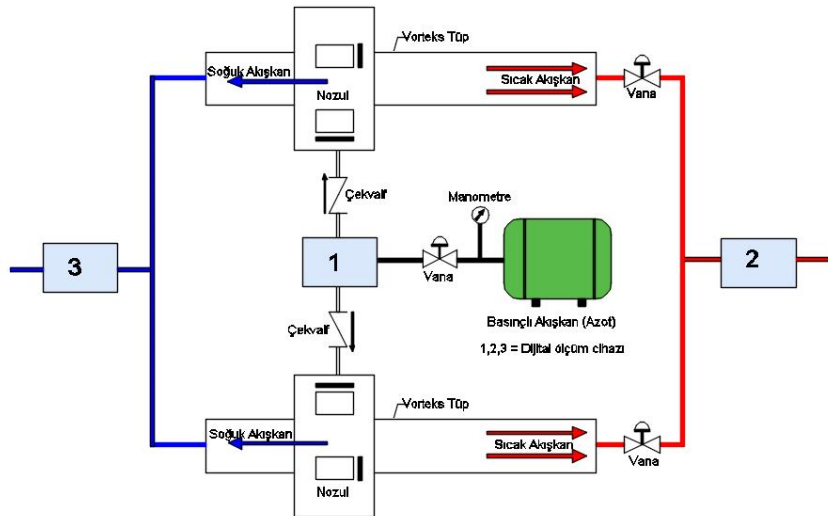 Vorteks Tüp
Soğuk Akışkan
Nozul
Sıcak Akışkan
Vana
Çekvalf
Manometre
3
1
Vana
2
Basınçlı Akışkan (Azot)
1,2,3 = Dijital ölçüm cihazı
Çekvalf
Vorteks Tüp
Soğuk Akışkan
Sıcak Akışkan
Vana
Nozul